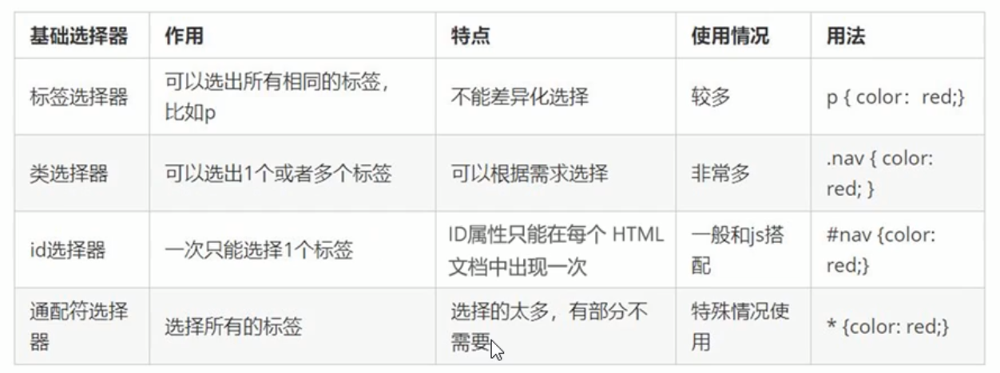 基础选择器 作用 特点 使用情况 用法
标签选择器
可以选出所有相同的标签，
比如p
不能差异化选择
较多
p { color：red;}
类选择器
可以选出1个或者多个标签
可以根据需求选择
非常多
.nav { color:
red; }
id选择器
一次只能选择1个标签
ID属性只能在每个 HTML
文档中出现一次
一般和js搭
配
#nav {color:
red;}
通配符选择
器
选择所有的标签
选择的太多，有部分不
需要
特殊情况使
用
* {color: red;}